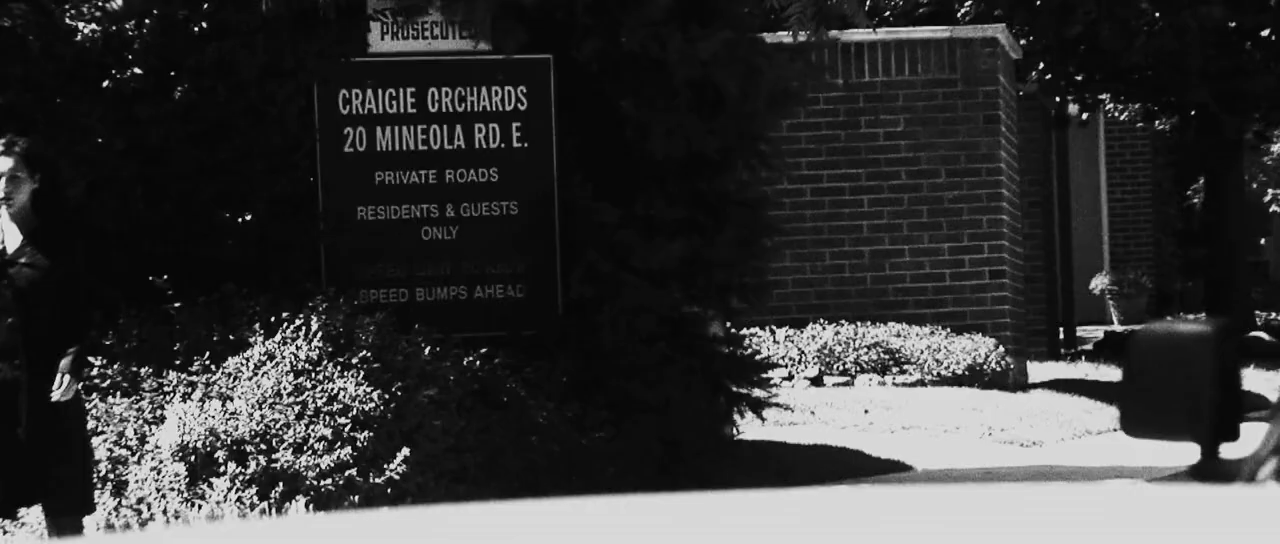 PROSECUTED
CRAIGIE ORCHARDS
20 MINEOLA RD. E.
PRIVATE ROADS
RESIDENTS & GUESTS
ONLY
SPEED BUMPS AHEAD